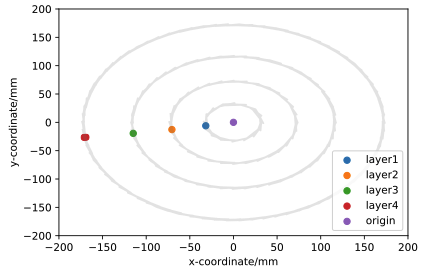 200
150
100
50
0
−50
−100
−150
−200
y-coordinate/mm
−200 −150 −100 −50 0 50 100 150 200
x-coordinate/mm
layer1
layer2
layer3
layer4
origin